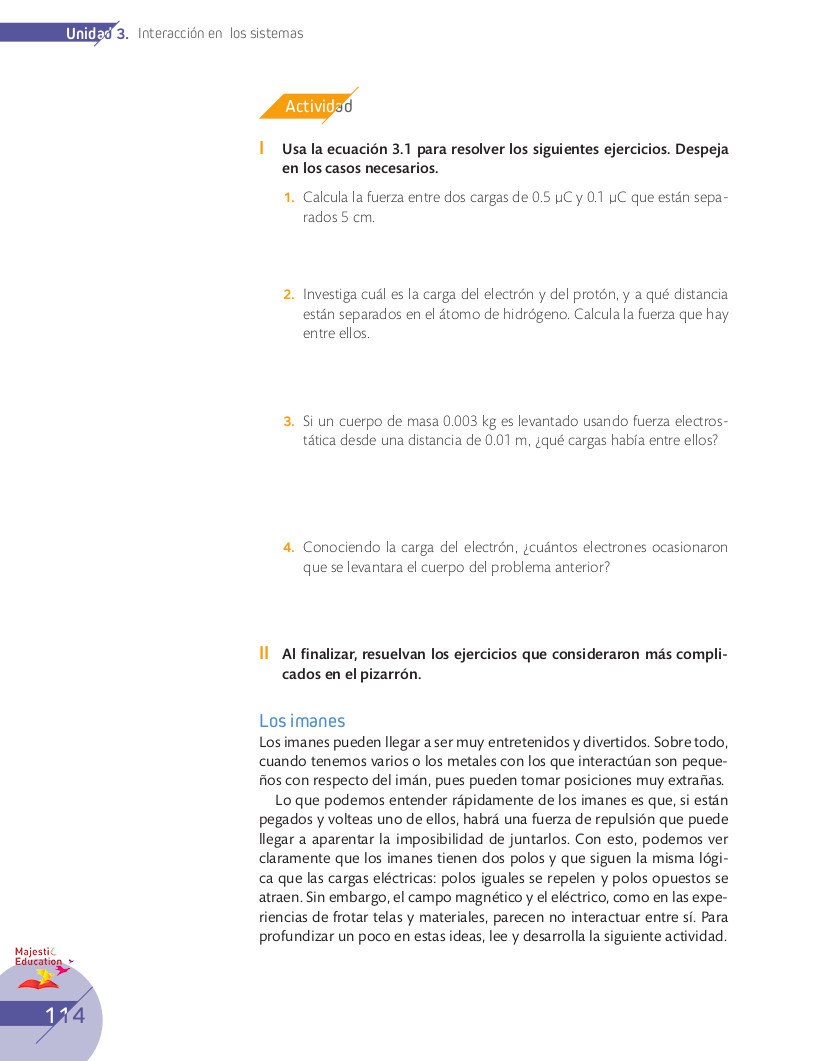 Unidad 3. Interacción en los sistemas
Actividad
I Usa la ecuación 3.1 para resolver los siguientes ejercicios. Despeja
en los casos necesarios.
1. Calcula la fuerza entre dos cargas de 0.5 µC y 0.1 µC que están sepa-
rados 5 cm.
2. Investiga cuál es la carga del electrón y del protón, y a qué distancia
están separados en el átomo de hidrógeno. Calcula la fuerza que hay
entre ellos.
3. Si un cuerpo de masa 0.003 kg es levantado usando fuerza electros-
tática desde una distancia de 0.01 m, ¿qué cargas había entre ellos?
4. Conociendo la carga del electrón, ¿cuántos electrones ocasionaron
que se levantara el cuerpo del problema anterior?
II Al finalizar, resuelvan los ejercicios que consideraron más compli-
cados en el pizarrón.
Los imanes
Los imanes pueden llegar a ser muy entretenidos y divertidos. Sobre todo,
cuando tenemos varios o los metales con los que interactúan son peque-
ños con respecto del imán, pues pueden tomar posiciones muy extrañas.
Lo que podemos entender rápidamente de los imanes es que, si están
pegados y volteas uno de ellos, habrá una fuerza de repulsión que puede
llegar a aparentar la imposibilidad de juntarlos. Con esto, podemos ver
claramente que los imanes tienen dos polos y que siguen la misma lógi-
ca que las cargas eléctricas: polos iguales se repelen y polos opuestos se
atraen. Sin embargo, el campo magnético y el eléctrico, como en las expe-
riencias de frotar telas y materiales, parecen no interactuar entre sí. Para
profundizar un poco en estas ideas, lee y desarrolla la siguiente actividad.
Majestic
Education
114